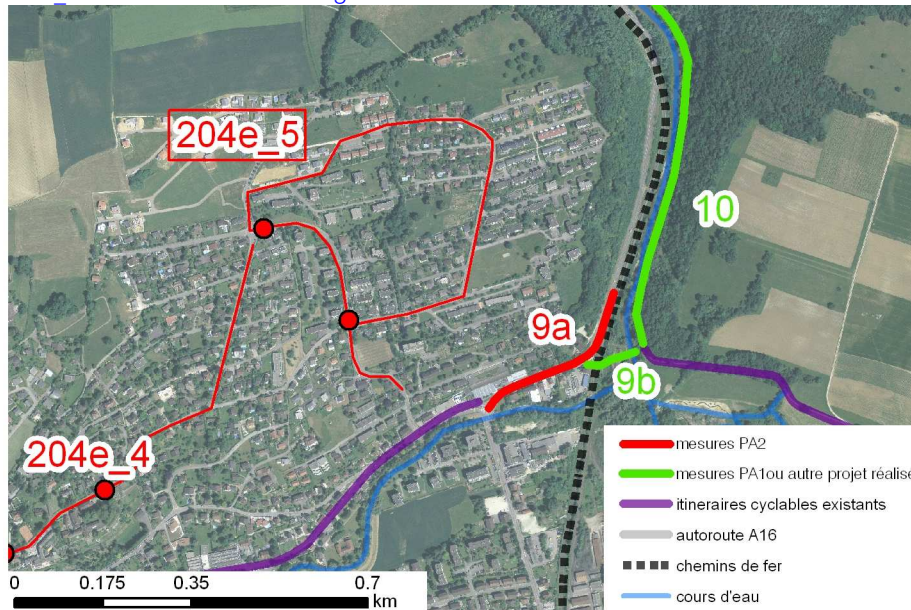 204e_5
10
9a
9b
204e_4
mesures PA2
mesures PA1ou autre projet réalisé
itineraires cyclables existants
autoroute A16
chemins de fer
cours d'eau
0 0.175 0.35 0.7
km